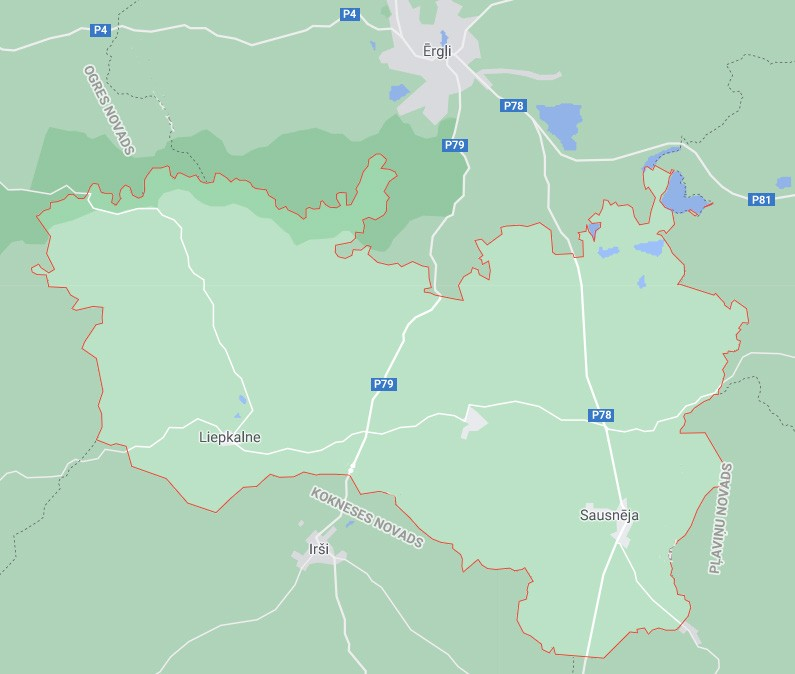 P4
P4
Ērgļi
OGRES NOVADS
P78
P79
P81
P79
P78
Liepkalne
Sausnēja
KOKNESES NOVADS
PĻAVIŅU NOVADS
Irši